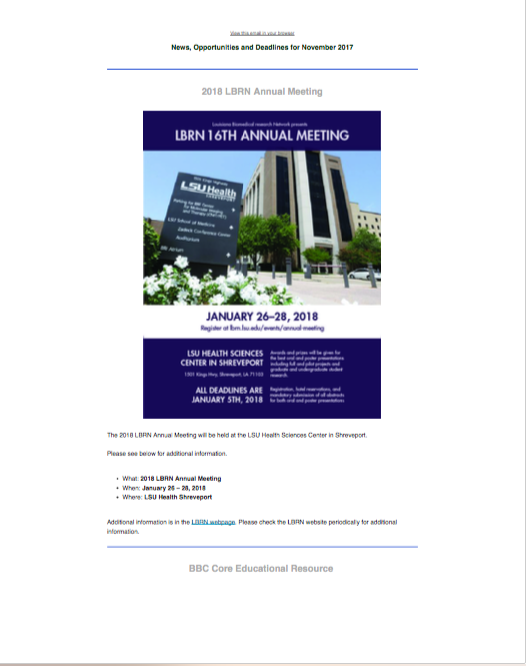 View this email in your browser
News, Opportunities and Deadlines for November 2017
2018 LBRN Annual Meeting
Louisiana Biomedical research Network presents
LBRN 16TH ANNUAL MEETING
LSU Health
SHREVEPORT
LSU School of Medicine
Auditorium
JANUARY 26–28, 2018
Register at lbrn.lsu.edu/events/annual-meeting
LSU HEALTH SCIENCES
CENTER IN SHREVEPORT
1501 Kings Hwy, Shreveport, LA 71103
Awards and prizes will be given for
the best oral and poster presentations
including full and pilot projects and
graduate and undergraduate student
research.
ALL DEADLINES ARE
JANUARY 5TH, 2018
Registration, hotel reservations, and
mandatory submission of all abstracts
for both oral and poster presentations
The 2018 LBRN Annual Meeting will be held at the LSU Health Sciences Center in Shreveport.
Please see below for additional information.
• What: 2018 LBRN Annual Meeting
• When: January 26 – 28, 2018
• Where: LSU Health Shreveport
Additional information is in the LBRN webpage. Please check the LBRN website periodically for additional
information.
BBC Core Educational Resource